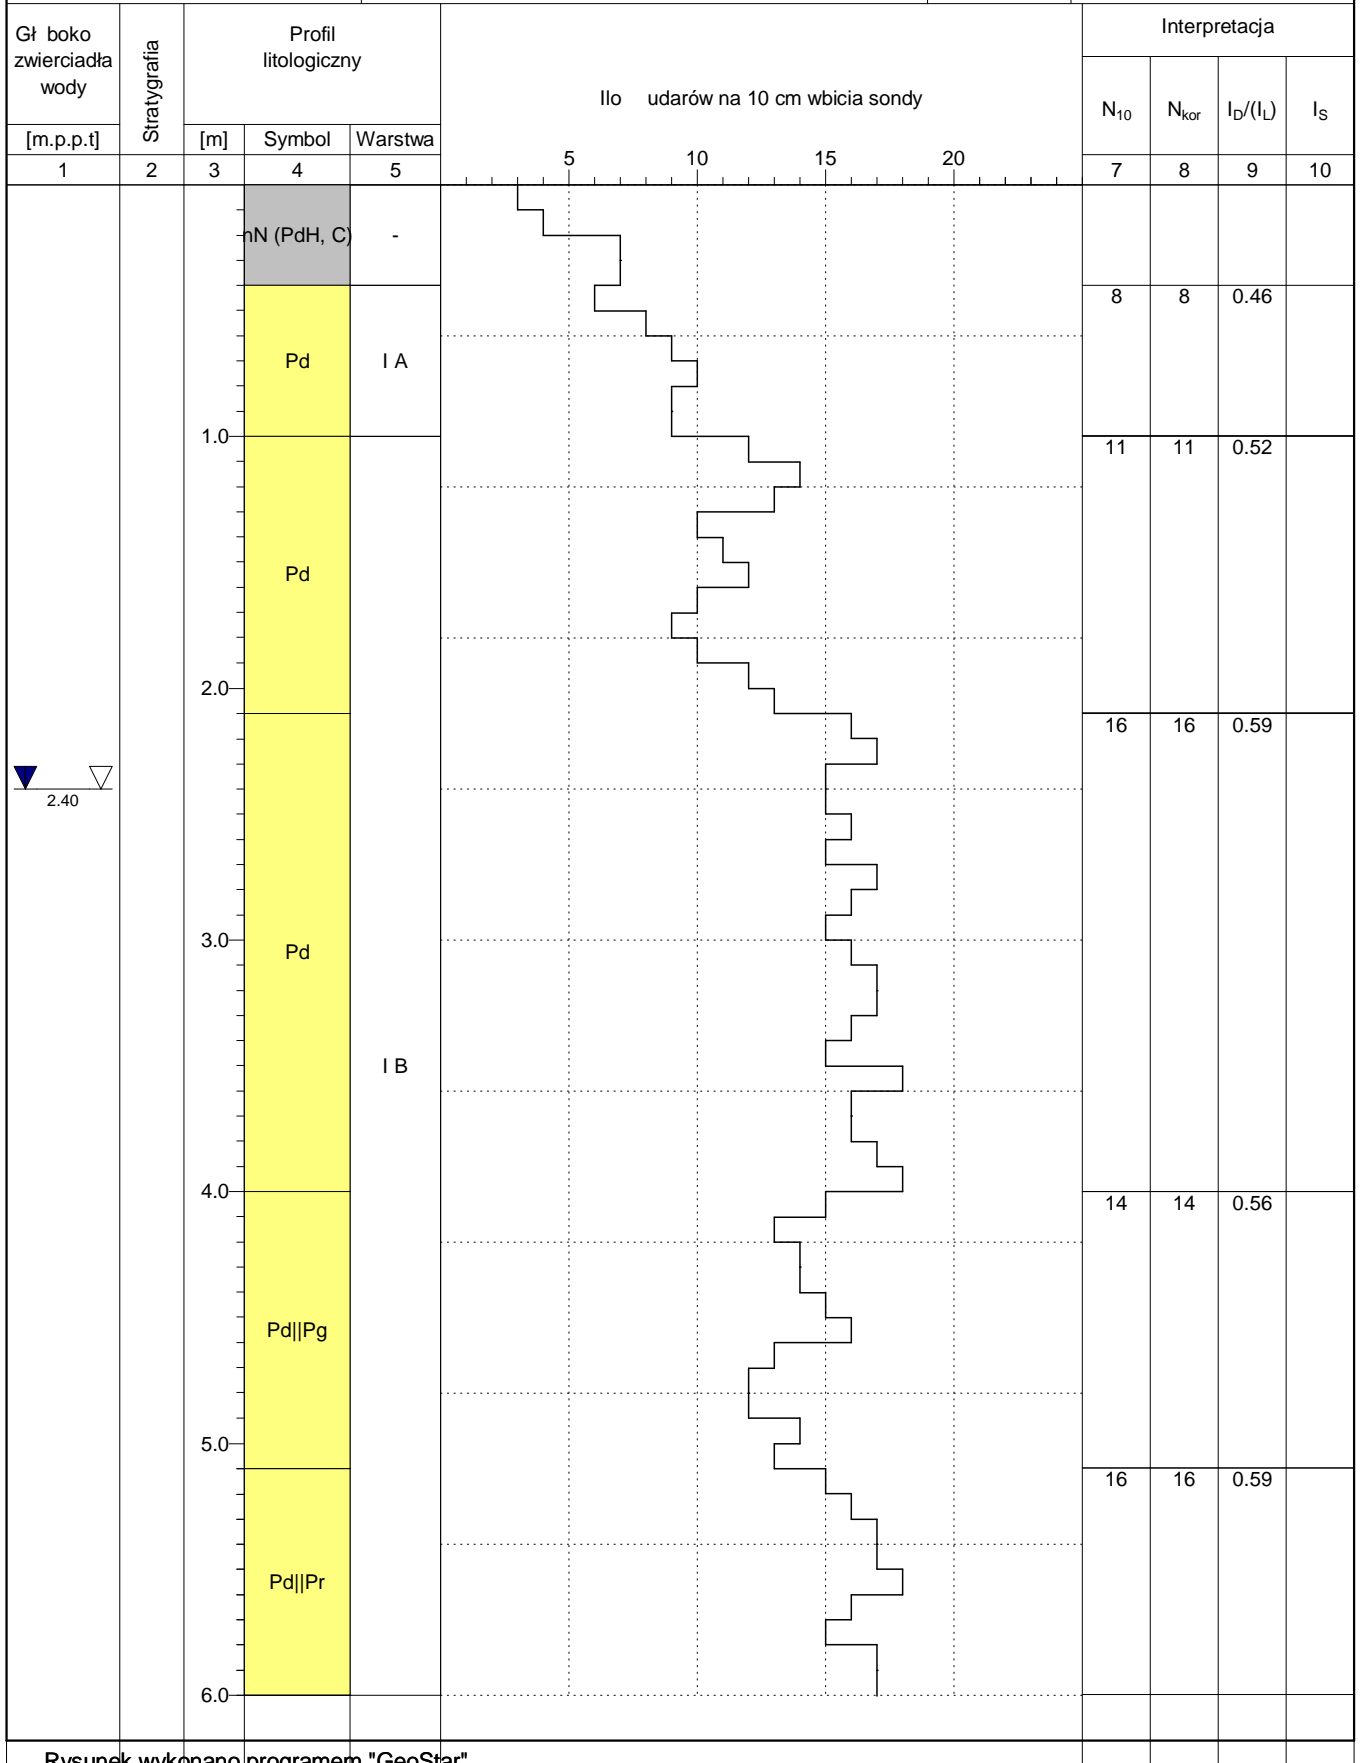 Gł boko
zwierciadła
wody
[m.p.p.t]
1
Stratygrafia
2
Profil
litologiczny
[m]
Symbol
Warstwa
3
4
5
Ilo udarów na 10 cm wbicia sondy
5
10
15
20
Interpretacja
N10
Nkor
ID/(IL)
IS
7
8
9
10
nN (PdH, C)
-
8
8
0.46
Pd
I A
1.0
11
11
0.52
Pd
2.0
16
16
0.59
2.40
3.0
Pd
I B
4.0
14
14
0.56
Pd||Pg
5.0
16
16
0.59
Pd||Pr
6.0
Rysunek wykonano programem "GeoStar"